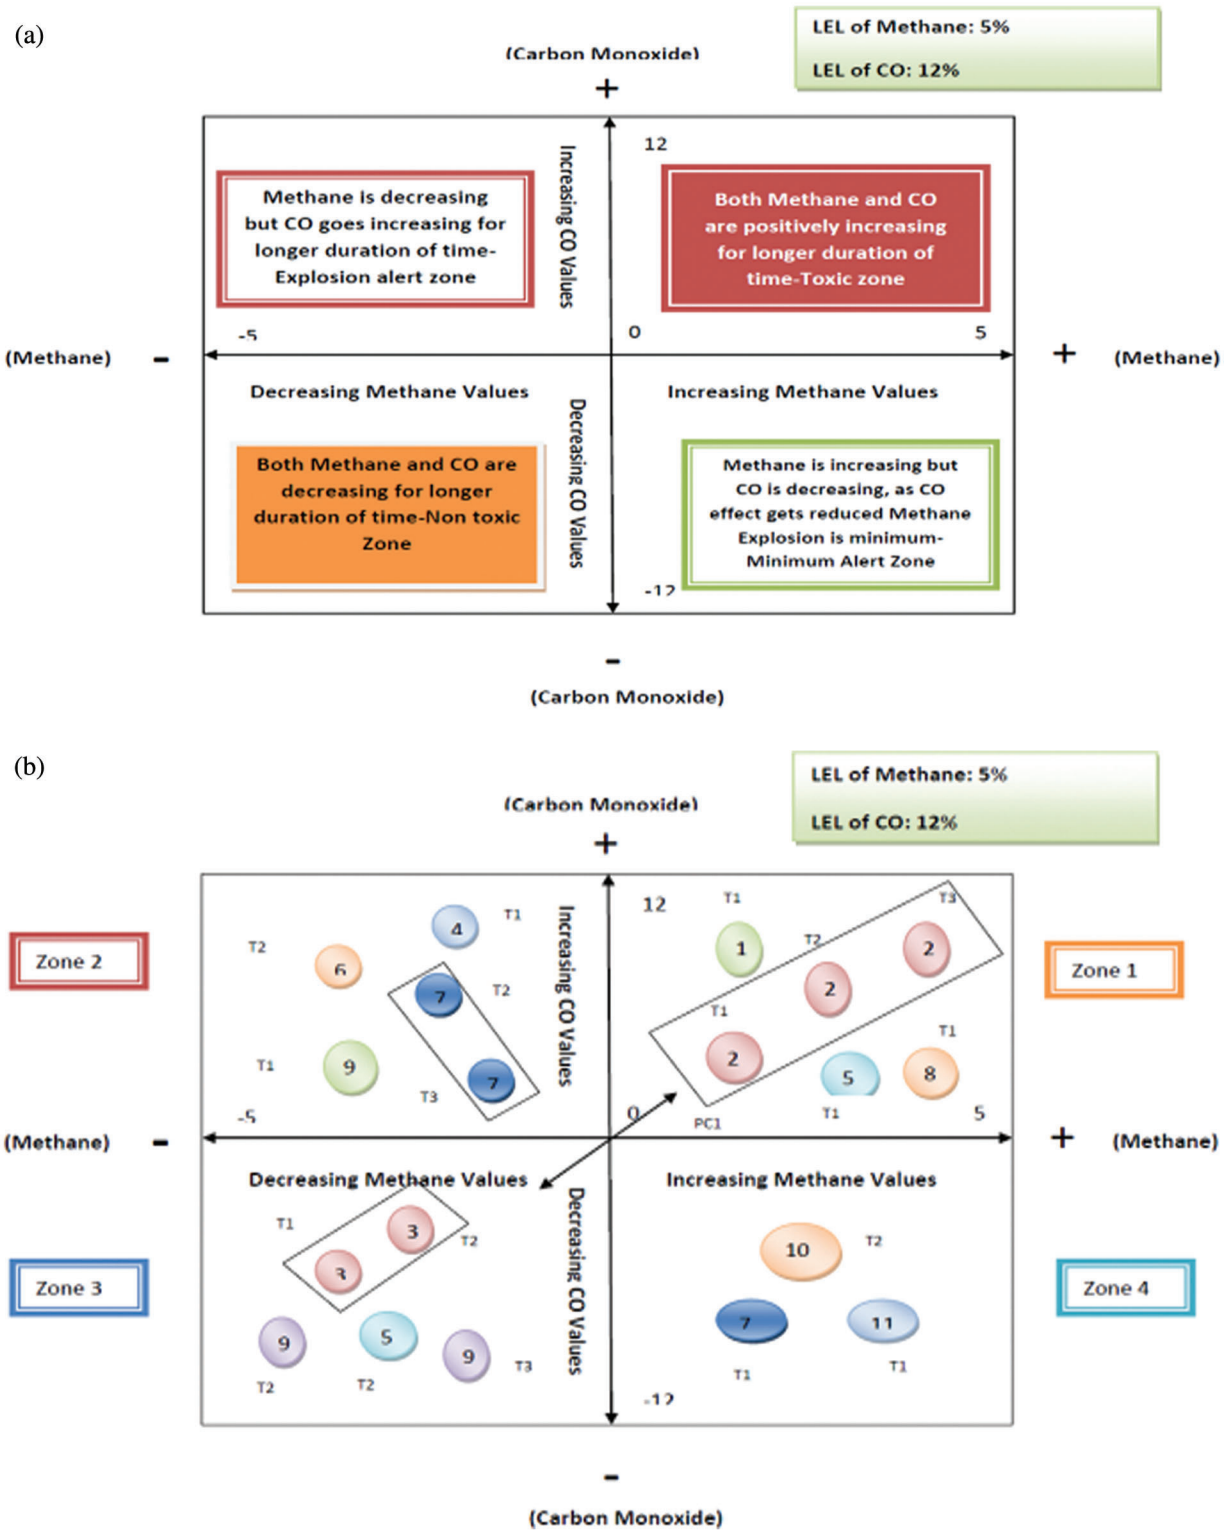 (a)
LEL of Methane: 5%
LEL of CO: 12%
(Carbon Monoxide)
+
12
Increasing CO Values
Methane is decreasing
but CO goes increasing for
longer duration of time-
Explosion alert zone
Both Methane and CO
are positively increasing
for longer duration of
time-Toxic zone
-5
0
5
(Methane)
-
+
(Methane)
Decreasing Methane Values
Increasing Methane Values
Decreasing CO Values
Both Methane and CO are
decreasing for longer
duration of time-Non toxic
Zone
Methane is increasing but
CO is decreasing, as CO
effect gets reduced Methane
Explosion is minimum-
Minimum Alert Zone
-12
-
(Carbon Monoxide)
(b)
LEL of Methane: 5%
LEL of CO: 12%
(Carbon Monoxide)
+
12
Increasing CO Values
Zone 2
Zone 1
T1
4
T2
6
7
T2
T1
9
7
T3
T1
1
T2
T3
2
2
T1
2
T1
5
8
T1
-5
0
PC1
5
(Methane)
-
+
(Methane)
Decreasing Methane Values
Increasing Methane Values
Decreasing CO Values
Zone 3
Zone 4
T1
3
T2
3
9
5
9
T3
T2
T2
10
T2
7
11
T1
T1
-12
-
(Carbon Monoxide)